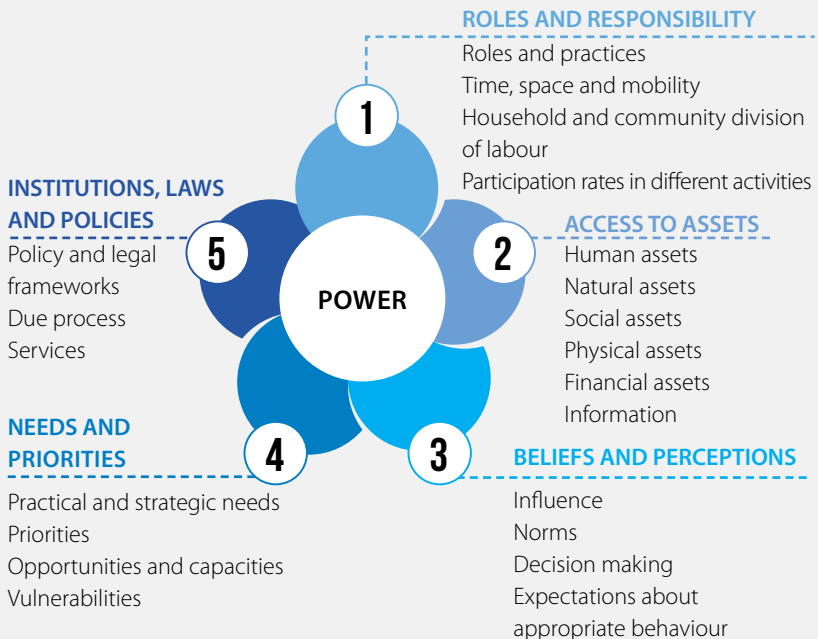 ROLES AND RESPONSIBILITY
Roles and practices
Time, space and mobility
Household and community division
of labour
Participation rates in different activities
1
ACCESS TO ASSETS
Human assets
Natural assets
Social assets
Physical assets
Financial assets
Information
2
BELIEFS AND PERCEPTIONS
Influence
Norms
Decision making
Expectations about
appropriate behaviour
3
NEEDS AND
PRIORITIES
Practical and strategic needs
Priorities
Opportunities and capacities
Vulnerabilities
4
INSTITUTIONS, LAWS
AND POLICIES
Policy and legal
frameworks
Due process
Services
5
POWER